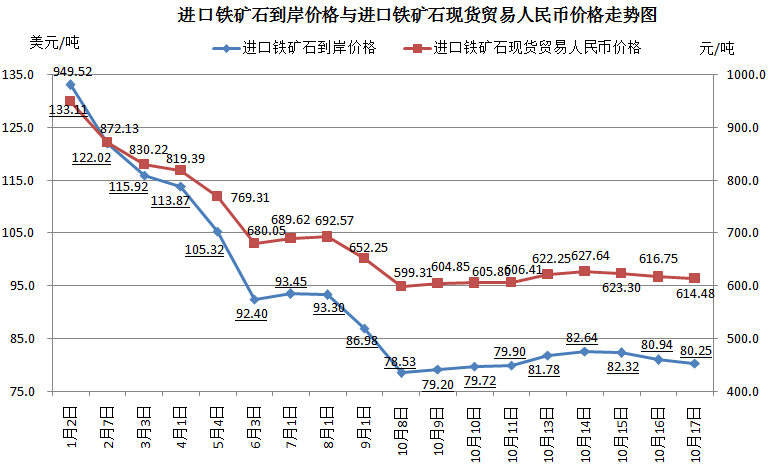 进口铁矿石到岸价格与进口铁矿石现货贸易人民币价格走势图
美元/吨
进口铁矿石到岸价格
进口铁矿石现货贸易人民币价格
元/吨
135.0
125.0
115.0
105.0
95.0
85.0
75.0
1000.0
900.0
800.0
700.0
600.0
500.0
400.0
949.52
872.13
830.22
819.39
769.31
680.05
689.62
692.57
652.25
599.31
604.85
605.86
606.41
622.25
627.64
623.30
616.75
614.48
133.11
122.02
115.92
113.87
105.32
92.40
93.45
93.30
86.98
78.53
79.20
79.72
79.90
81.78
82.64
82.32
80.94
80.25
1月2日
2月7日
3月3日
4月1日
5月4日
6月3日
7月1日
8月1日
9月1日
10月8日
10月9日
10月10日
10月11日
10月13日
10月14日
10月15日
10月16日
10月17日